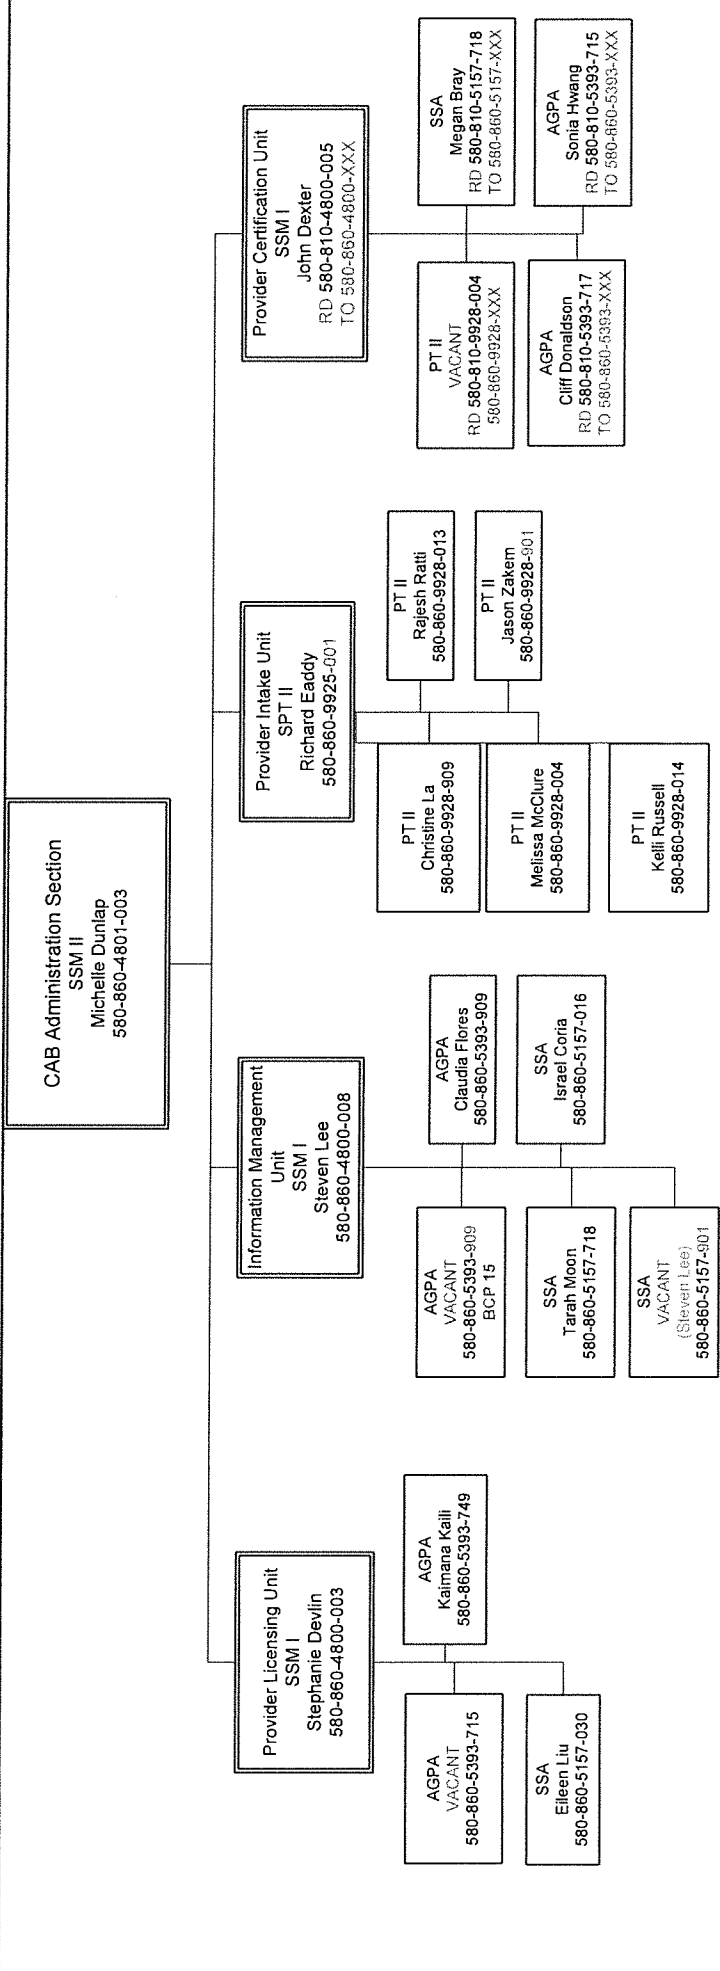 CAB Administration Section
SSM II
Michelle Dunlap
580-860-4801-003
Provider Licensing Unit
SSM I
Stephanie Devlin
580-860-4800-003
AGPA
VACANT
580-860-5393-715
AGPA
Kaimana Kaili
580-860-5393-749
SSA
Eileen Liu
580-860-5157-030
Information Management
Unit
SSM I
Steven Lee
580-860-4800-008
AGPA
VACANT
580-860-5393-909
BCP 15
AGPA
Claudia Flores
580-860-5393-909
SSA
Tarah Moon
580-860-5157-718
SSA
Israel Coria
580-860-5157-016
SSA
VACANT
(Steven Lee)
580-860-5157-901
Provider Intake Unit
SPT II
Richard Eaddy
580-860-9925-001
PT II
Christine La
580-860-9928-909
PT II
Rajesh Ratti
580-860-9928-013
PT II
Melissa McClure
580-860-9928-004
PT II
Jason Zakem
580-860-9928-901
PT II
Kelli Russell
580-860-9928-014
Provider Certification Unit
SSM I
John Dexter
RD 580-810-4800-005
TO 580-860-4800-XXX
PT II
VACANT
RD 580-810-9928-004
580-860-9928-XXX
SSA
Megan Bray
RD 580-810-5157-718
TO 580-860-5157-XXX
AGPA
Cliff Donaldson
RD 580-810-5393-717
TO 580-860-5393-XXX
AGPA
Sonia Hwang
RD 580-810-5393-715
TO 580-860-5393-XXX